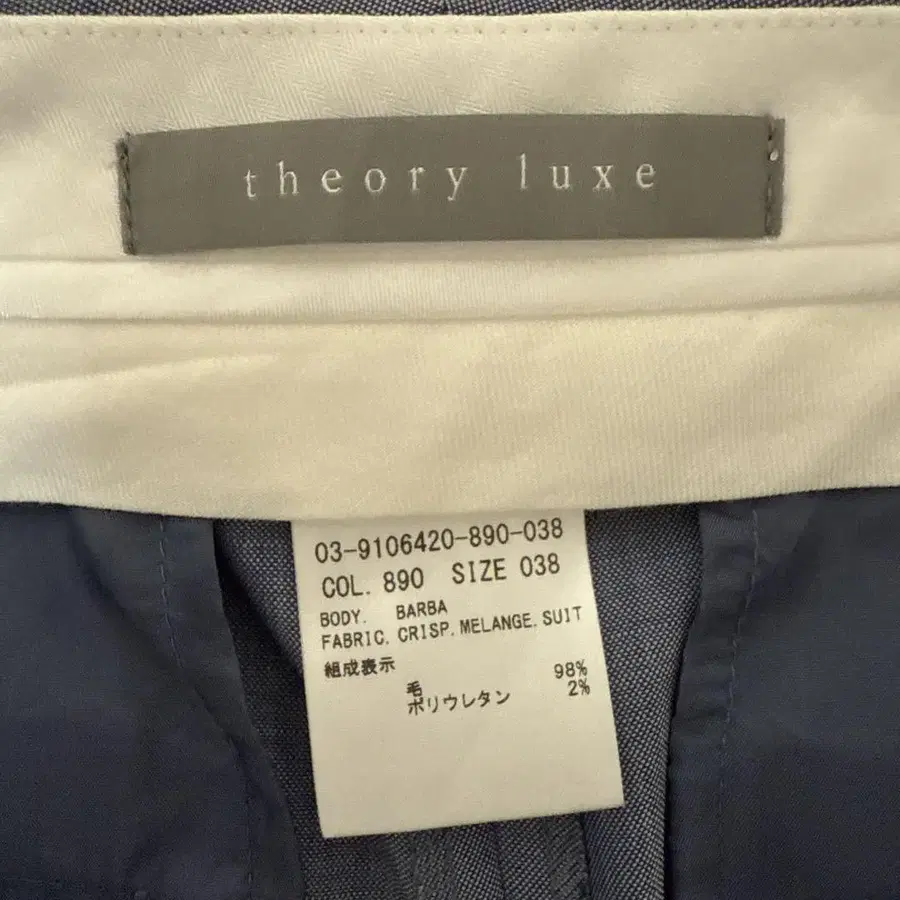 theory luxe
03-9106420-890-038
COL. 890 SIZE 038
BODY. BARBA
FABRIC. CRISP. MELANGE. SUIT
組成表示
毛 98%
ポリウレタン 2%